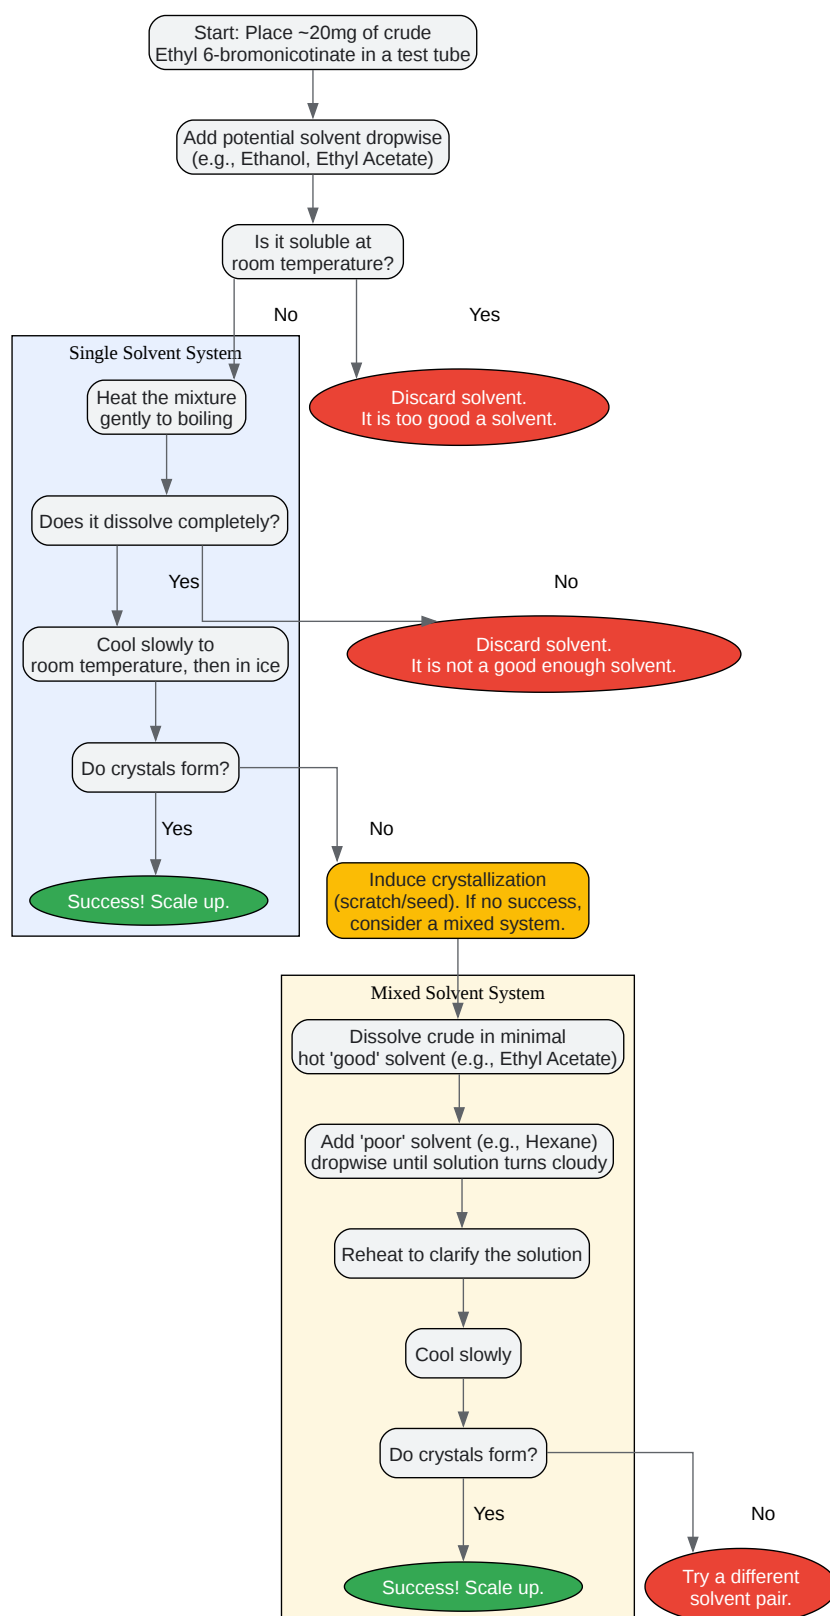 Start: Place ~20mg of crude
Ethyl 6-bromonicotinate in a test tube
Add potential solvent dropwise
(e.g., Ethanol, Ethyl Acetate)
Is it soluble at
room temperature?
No
Yes
Single Solvent System
Heat the mixture
gently to boiling
Discard solvent.
It is too good a solvent.
Does it dissolve completely?
Yes
No
Cool slowly to
room temperature, then in ice
Discard solvent.
It is not a good enough solvent.
Do crystals form?
Yes
No
Success! Scale up.
Induce crystallization
(scratch/seed). If no success,
consider a mixed system.
Mixed Solvent System
Dissolve crude in minimal
hot 'good' solvent (e.g., Ethyl Acetate)
Add 'poor' solvent (e.g., Hexane)
dropwise until solution turns cloudy
Reheat to clarify the solution
Cool slowly
Do crystals form?
Yes
No
Success! Scale up.
Try a different
solvent pair.